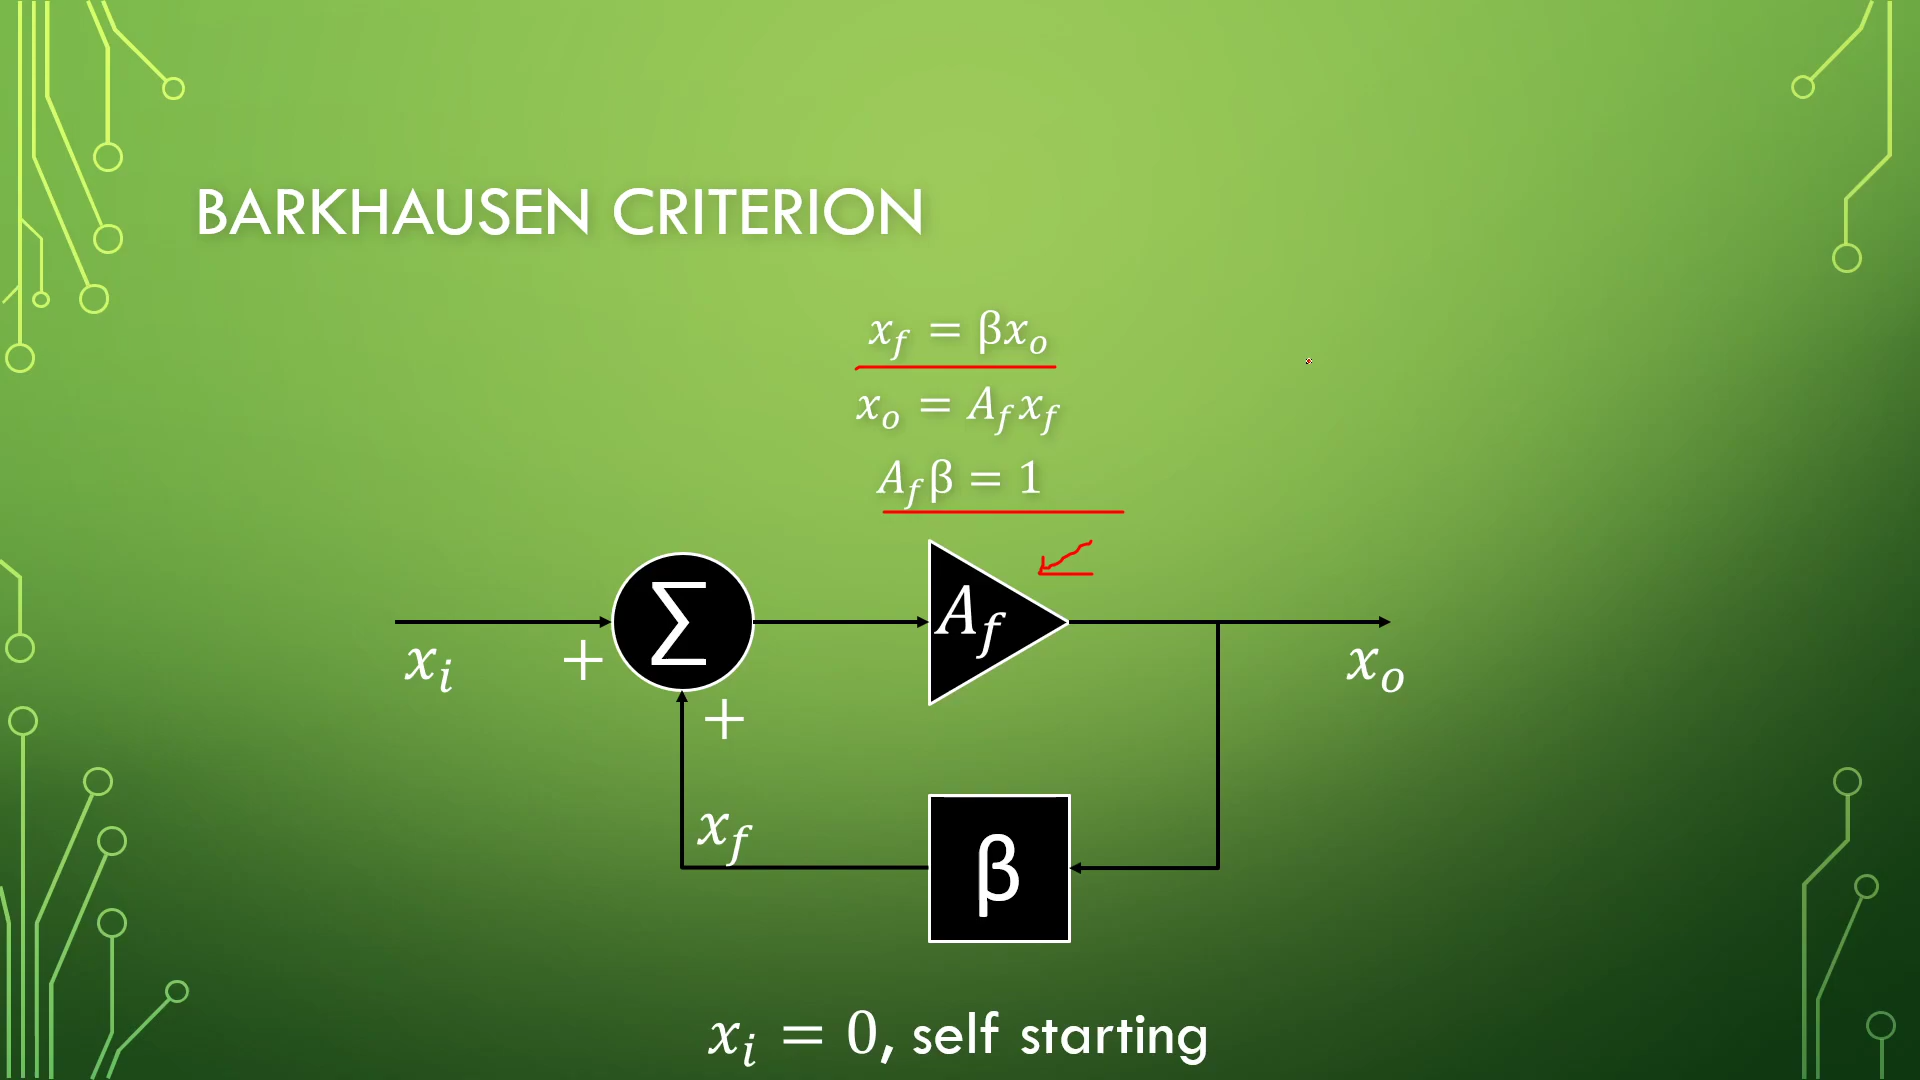 BARKHAUSEN CRITERION
x_f = βx_o
x_o = A_f x_f
A_f β = 1
∑
A_f
x_i
+
x_o
+
x_f
β
x_i = 0, self starting